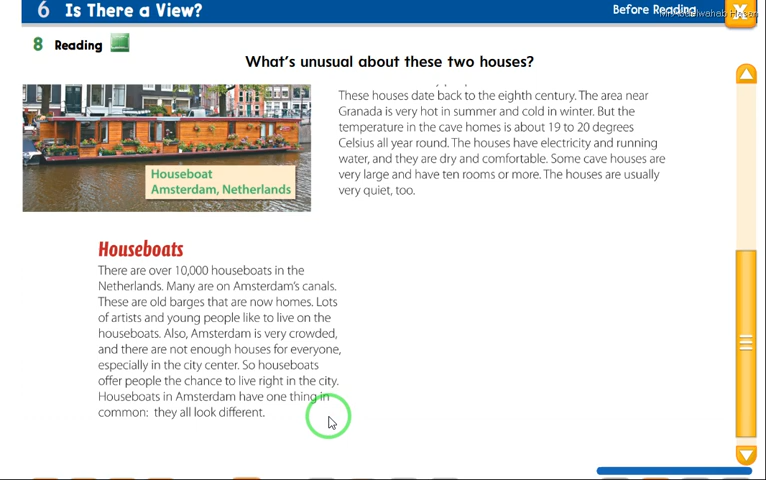 6 Is There a View?
Before Reading
8 Reading
What's unusual about these two houses?
Houseboat
Amsterdam, Netherlands
These houses date back to the eighth century. The area near
Granada is very hot in summer and cold in winter. But the
temperature in the cave homes is about 19 to 20 degrees
Celsius all year round. The houses have electricity and running
water, and they are dry and comfortable. Some cave houses are
very large and have ten rooms or more. The houses are usually
very quiet, too.
Houseboats
There are over 10,000 houseboats in the
Netherlands. Many are on Amsterdam's canals.
These are old barges that are now homes. Lots
of artists and young people like to live on the
houseboats. Also, Amsterdam is very crowded,
and there are not enough houses for everyone,
especially in the city center. So houseboats
offer people the chance to live right in the city.
Houseboats in Amsterdam have one thing in
common: they all look different.